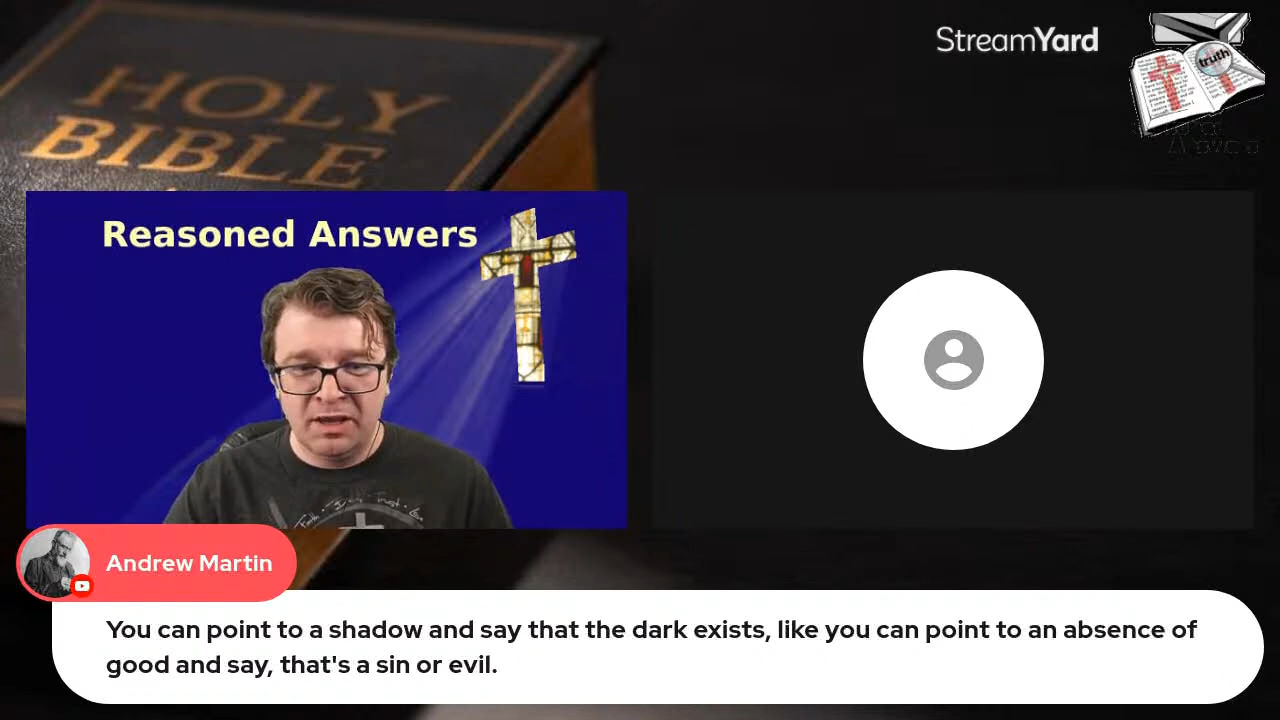 HOLY
BIBLE
StreamYard
truth
Reasoned Answers
Andrew Martin
You can point to a shadow and say that the dark exists, like you can point to an absence of
good and say, that's a sin or evil.